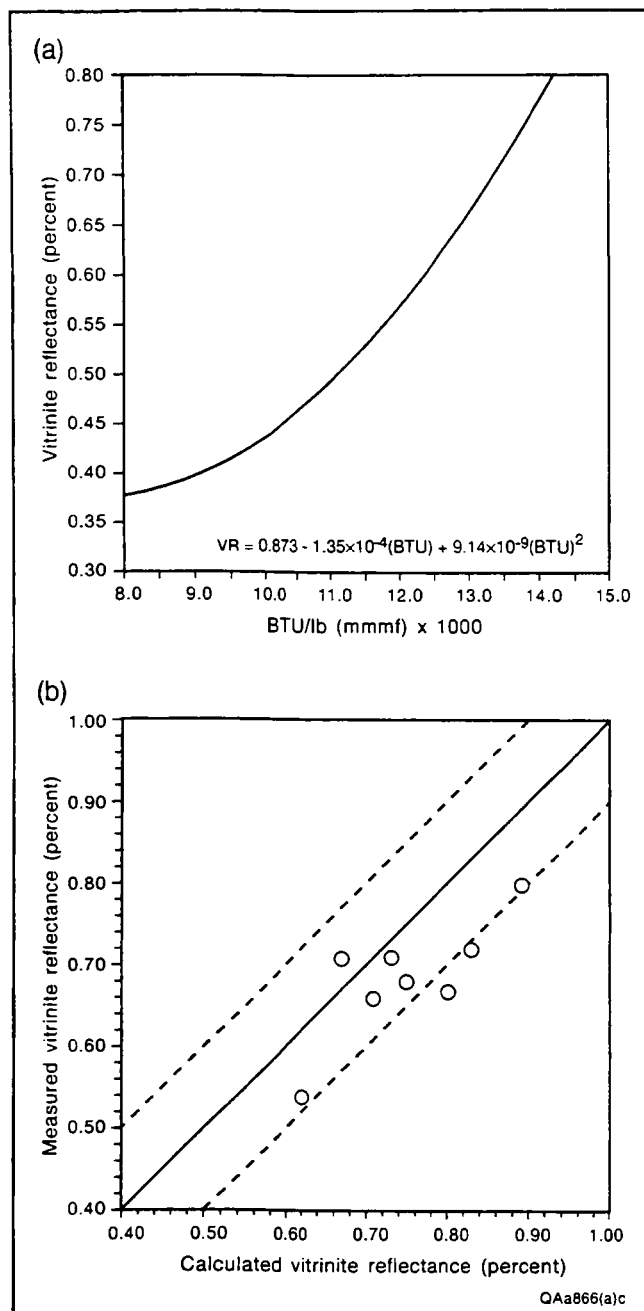 (a)
0.80
0.75
0.70
0.65
0.60
0.55
0.50
0.45
0.40
0.35
0.30
Vitrinite reflectance (percent)
VR = 0.873 - 1.35×10⁻⁴(BTU) + 9.14×10⁻⁹(BTU)²
8.0 9.0 10.0 11.0 12.0 13.0 14.0 15.0
BTU/lb (mmmf) x 1000
(b)
1.00
0.90
0.80
0.70
0.60
0.50
0.40
Measured vitrinite reflectance (percent)
0.40 0.50 0.60 0.70 0.80 0.90 1.00
Calculated vitrinite reflectance (percent)
QAa866(a)c